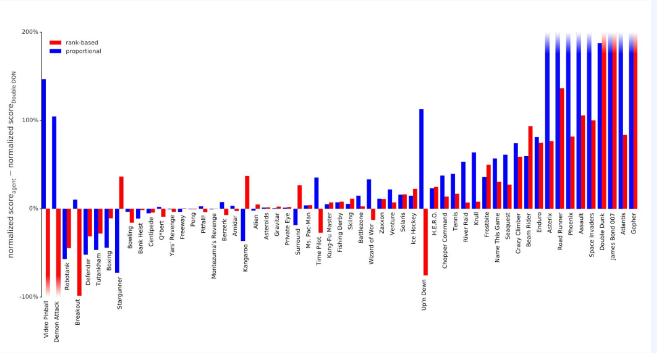 200%
rank-based
proportional
100%
0%
-100%
normalized score_agent − normalized score_Double DQN
Video Pinball
Demon Attack
Robotank
Breakout
Defender
Tutankham
Boxing
Stargunner
Bowling
Bank Heist
Centipede
Q*bert
Yars' Revenge
Freeway
Pong
Pitfall!
Montezuma's Revenge
Berzerk
Amidar
Kangaroo
Alien
Asteroids
Gravitar
Private Eye
Surround
Ms. Pac-Man
Time Pilot
Kung-Fu Master
Fishing Derby
Skiing
Battlezone
Wizard of Wor
Zaxxon
Venture
Solaris
Ice Hockey
Up'n Down
H.E.R.O.
Chopper Command
Tennis
River Raid
Krull
Frostbite
Name This Game
Seaquest
Crazy Climber
Beam Rider
Enduro
Asterix
Road Runner
Phoenix
Assault
Space Invaders
Double Dunk
James Bond 007
Atlantis
Gopher